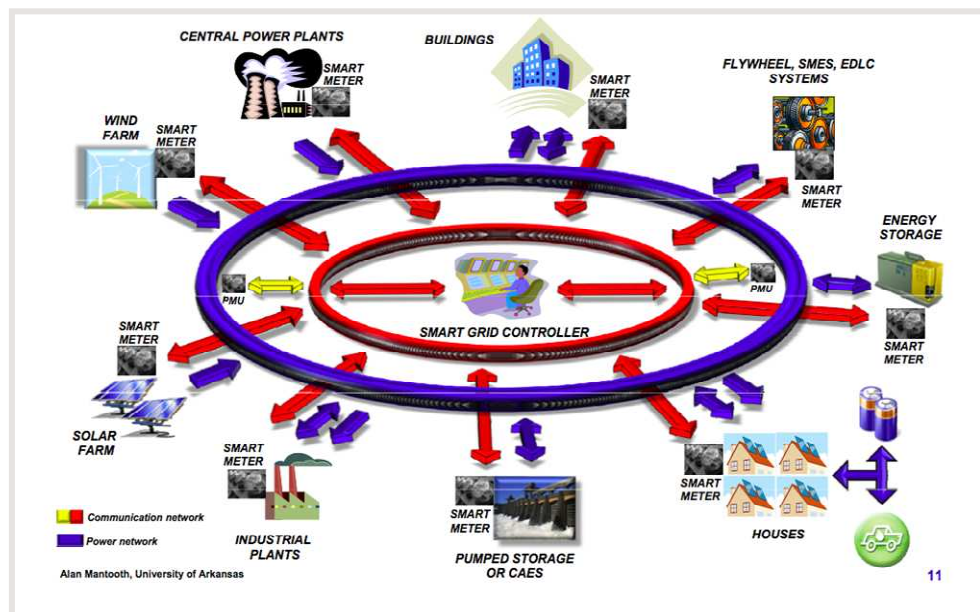 CENTRAL POWER PLANTS
SMART
METER
BUILDINGS
SMART
METER
FLYWHEEL, SMES, EDLC
SYSTEMS
SMART
METER
WIND
FARM
SMART
METER
ENERGY
STORAGE
SMART
METER
PMU
PMU
SMART GRID CONTROLLER
SMART
METER
SOLAR
FARM
SMART
METER
INDUSTRIAL
PLANTS
SMART
METER
PUMPED STORAGE
OR CAES
SMART
METER
HOUSES
Communication network
Power network
Alan Mantooth, University of Arkansas
11